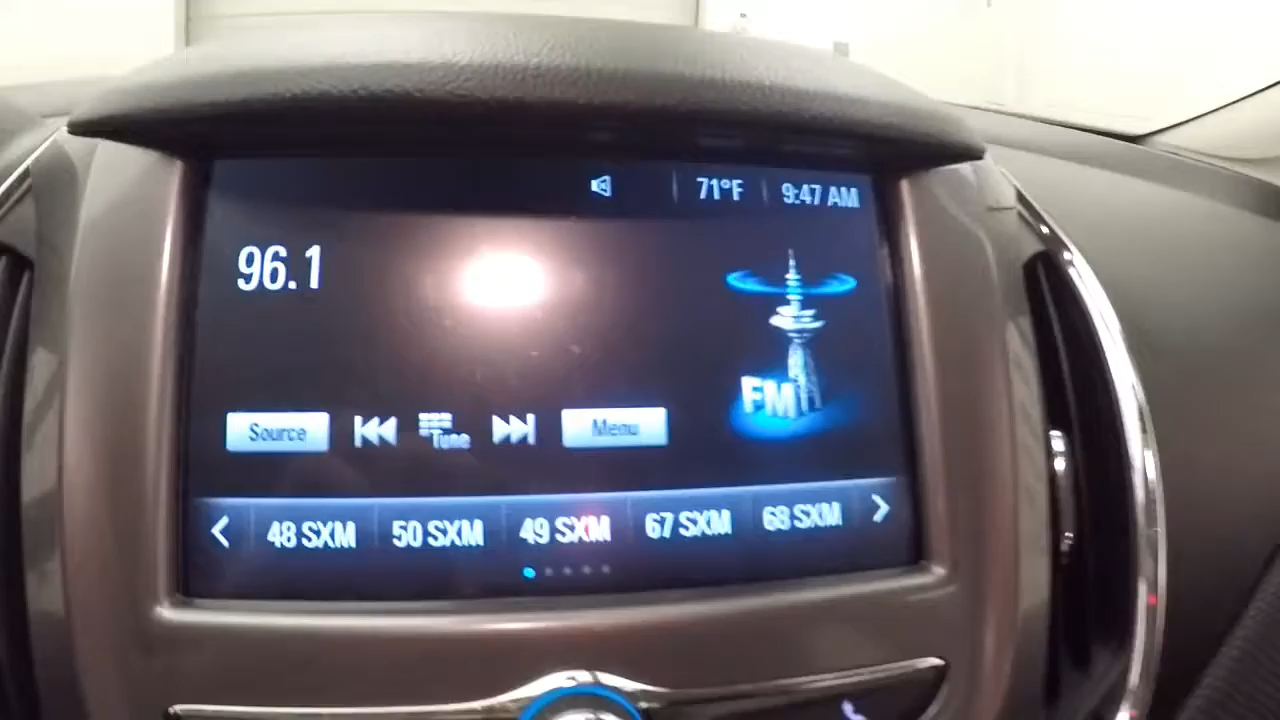 71°F 9:47 AM
96.1
FM
Source Tune Menu
48 SXM 50 SXM 49 SXM 67 SXM 68 SXM